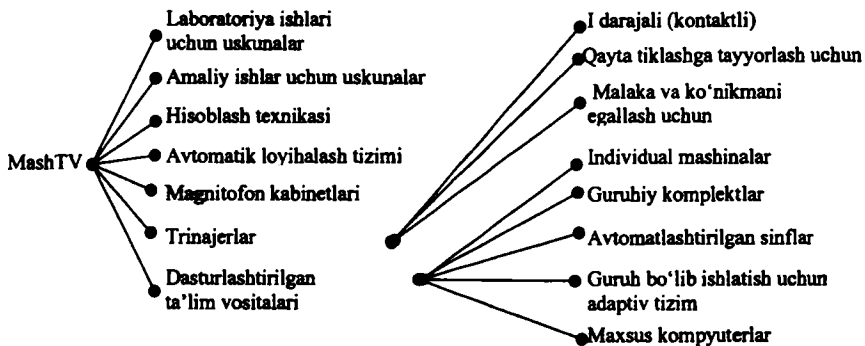 Laboratoriya ishlari
uchun uskunalar
Amaliy ishlar uchun uskunalar
Hisoblash texnikasi
MashTV
Avtomatik loyihalash tizimi
Magnitofon kabinetlari
Trinajerlar
Dasturlashtirilgan
ta’lim vositalari
I darajali (kontaktli)
Qayta tiklashga tayyorlash uchun
Malaka va ko‘nikmani
egallash uchun
Individual mashinalar
Guruhiy komplektlar
Avtomatlashtirilgan sinflar
Guruh bo‘lib ishlatish uchun
adaptiv tizim
Maxsus kompyuterlar